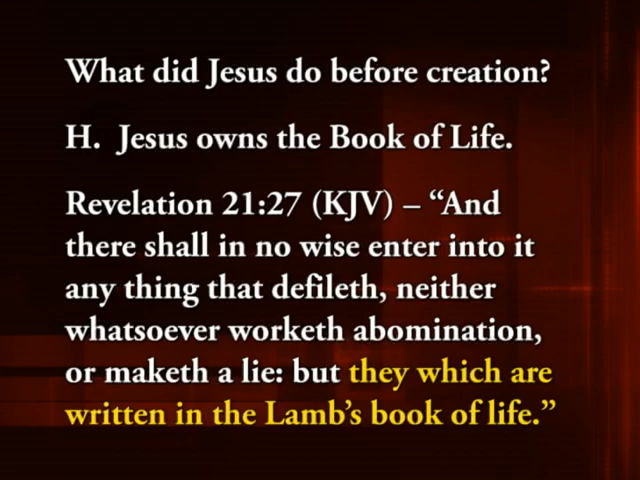 What did Jesus do before creation?
H. Jesus owns the Book of Life.
Revelation 21:27 (KJV) – “And
there shall in no wise enter into it
any thing that defileth, neither
whatsoever worketh abomination,
or maketh a lie: but they which are
written in the Lamb’s book of life.”